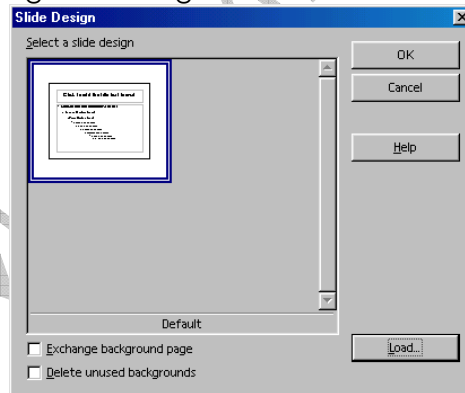 Slide Design
Select a slide design
OK
Cancel
Help
Default
Exchange background page
Load...
Delete unused backgrounds